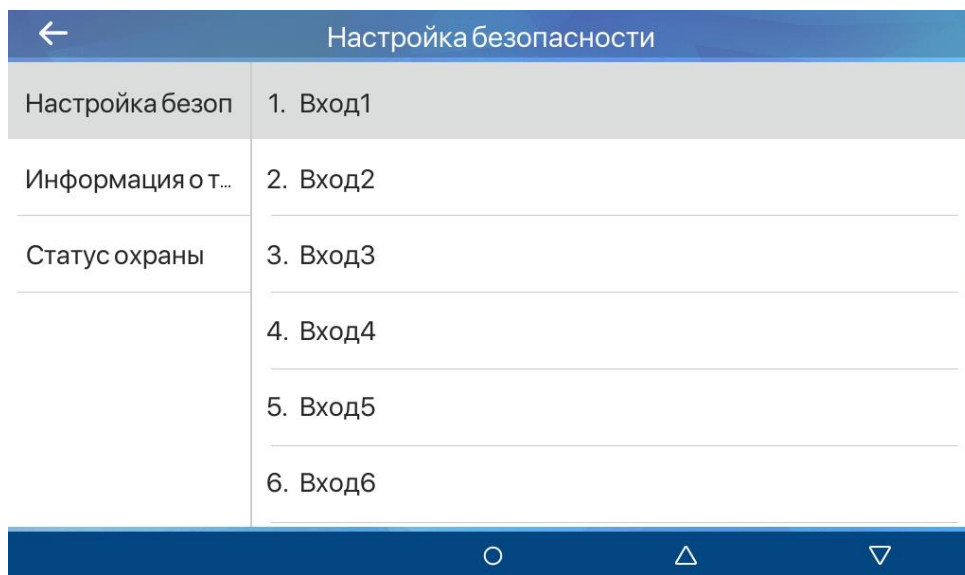 Настройка безопасности
Настройка безоп
Информация о т...
Статус охраны
1. Вход1
2. Вход2
3. Вход3
4. Вход4
5. Вход5
6. Вход6